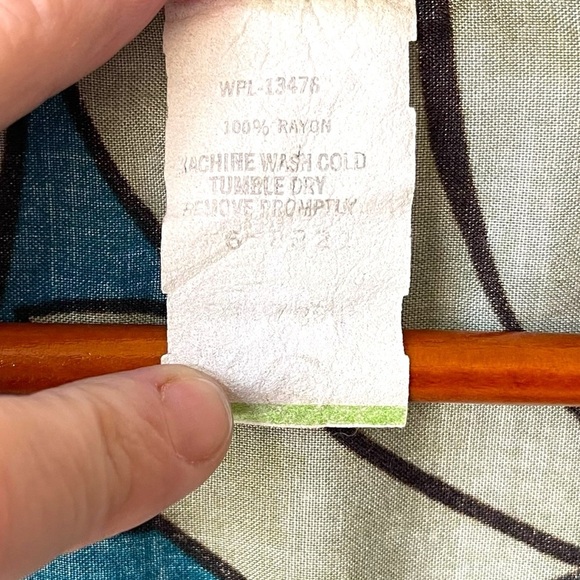 WPL-13476
100% RAYON
MACHINE WASH COLD
TUMBLE DRY
REMOVE PROMPTLY